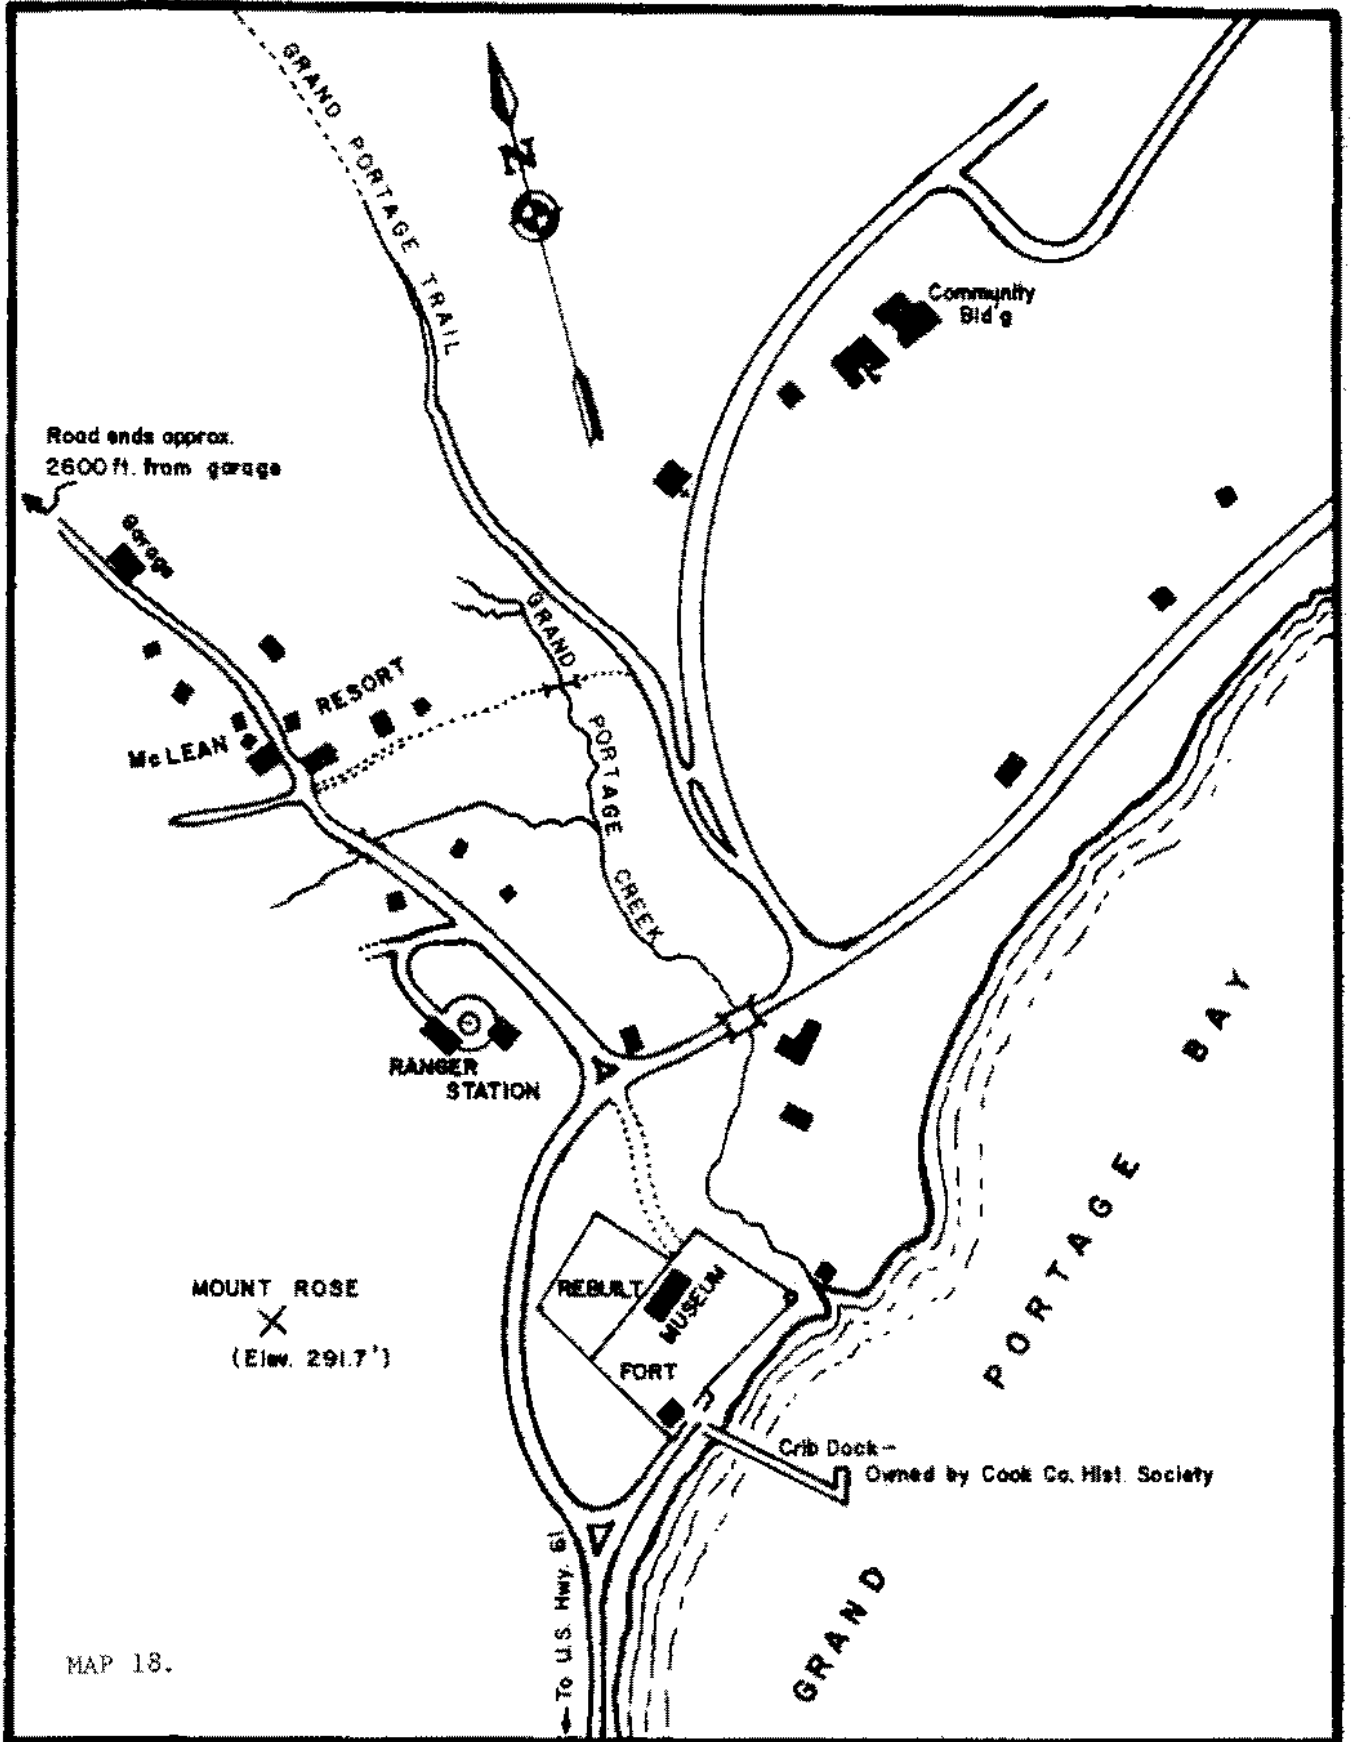 GRAND PORTAGE TRAIL
N
Community
Bld'g
Road ends approx.
2600 ft. from garage
Garage
GRAND PORTAGE CREEK
McLEAN RESORT
RANGER
STATION
GRAND PORTAGE BAY
MOUNT ROSE
(Elev. 291.7')
REBUILT
FORT
MUSEUM
Crib Dock-
Owned by Cook Co. Hist. Society
To U.S. Hwy. 61
MAP 18.